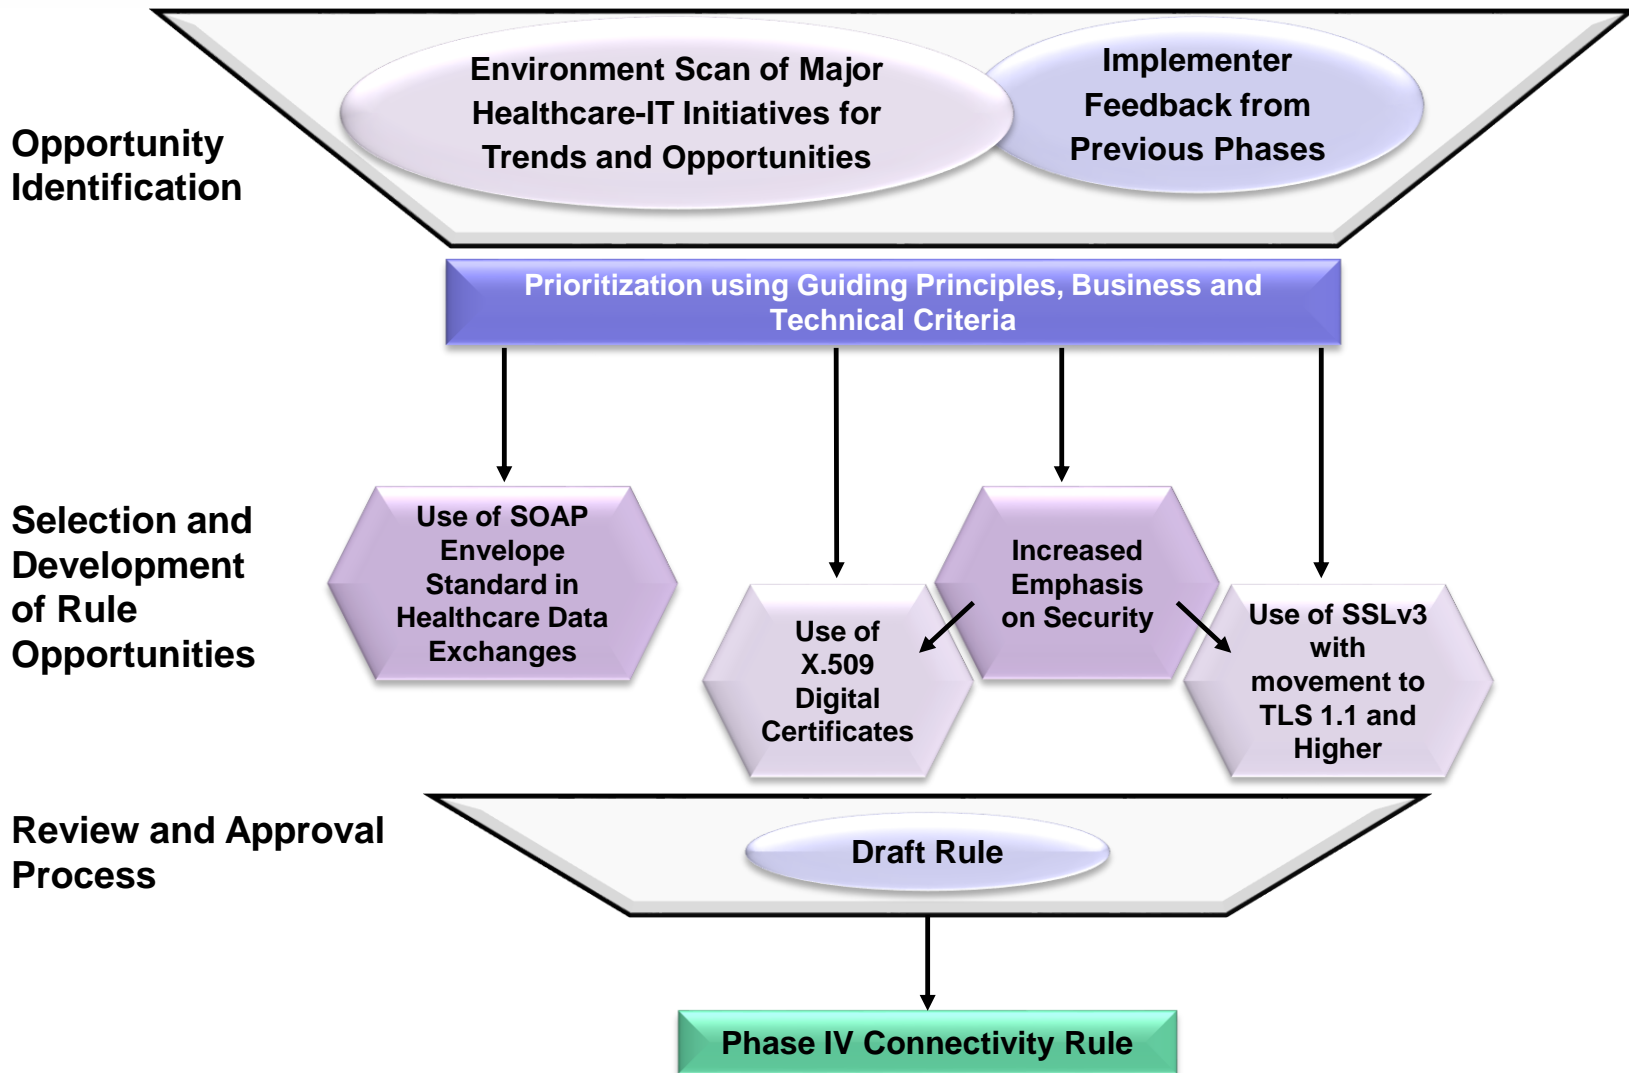 Environment Scan of Major
Healthcare-IT Initiatives for
Trends and Opportunities
Implementer
Feedback from
Previous Phases
Opportunity
Identification
Prioritization using Guiding Principles, Business and
Technical Criteria
Selection and
Development
of Rule
Opportunities
Use of SOAP
Envelope
Standard in
Healthcare Data
Exchanges
Use of
X.509
Digital
Certificates
Increased
Emphasis
on Security
Use of SSLv3
with
movement to
TLS 1.1 and
Higher
Review and Approval
Process
Draft Rule
Phase IV Connectivity Rule